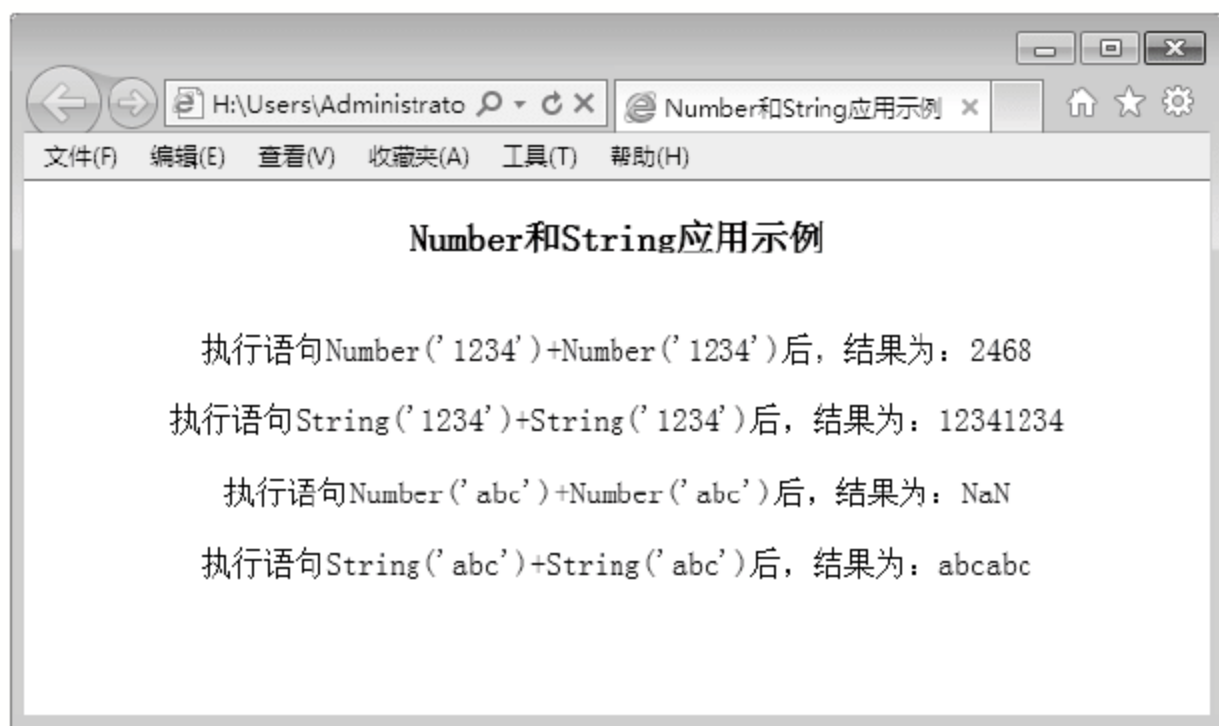 H:\Users\Administrato
Number和String应用示例
文件(F) 编辑(E) 查看(V) 收藏夹(A) 工具(T) 帮助(H)
Number和String应用示例
执行语句Number('1234')+Number('1234')后，结果为：2468
执行语句String('1234')+String('1234')后，结果为：12341234
执行语句Number('abc')+Number('abc')后，结果为：NaN
执行语句String('abc')+String('abc')后，结果为：abcabc